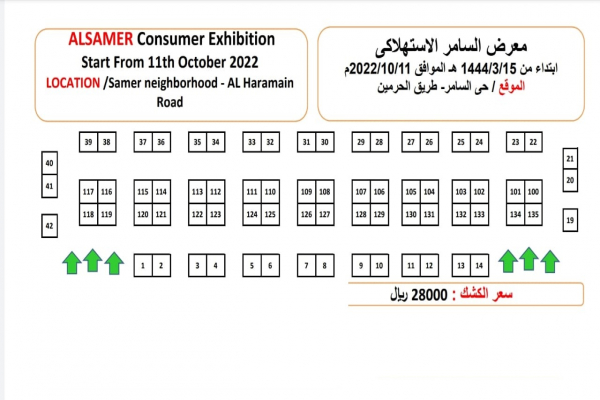 ALSAMER Consumer Exhibition
Start From 11th October 2022
LOCATION /Samer neighborhood - AL Haramain
Road
معرض السامر الاستهلاكى
ابتداء من 1444/3/15 هـ الموافق 2022/10/11م
الموقع / حى السامر- طريق الحرمين
39 38 37 36 35 34 33 32 31 30 29 28 27 26 25 24 23 22
40
41
42
21
20
19
117 116 115 114 113 112 111 110 109 108 107 106 105 104 103 102 101 100
118 119 120 121 122 123 124 125 126 127 128 129 130 131 132 133 134 135
1 2 3 4 5 6 7 8 9 10 11 12 13 14
سعر الكشك : 28000 ريال